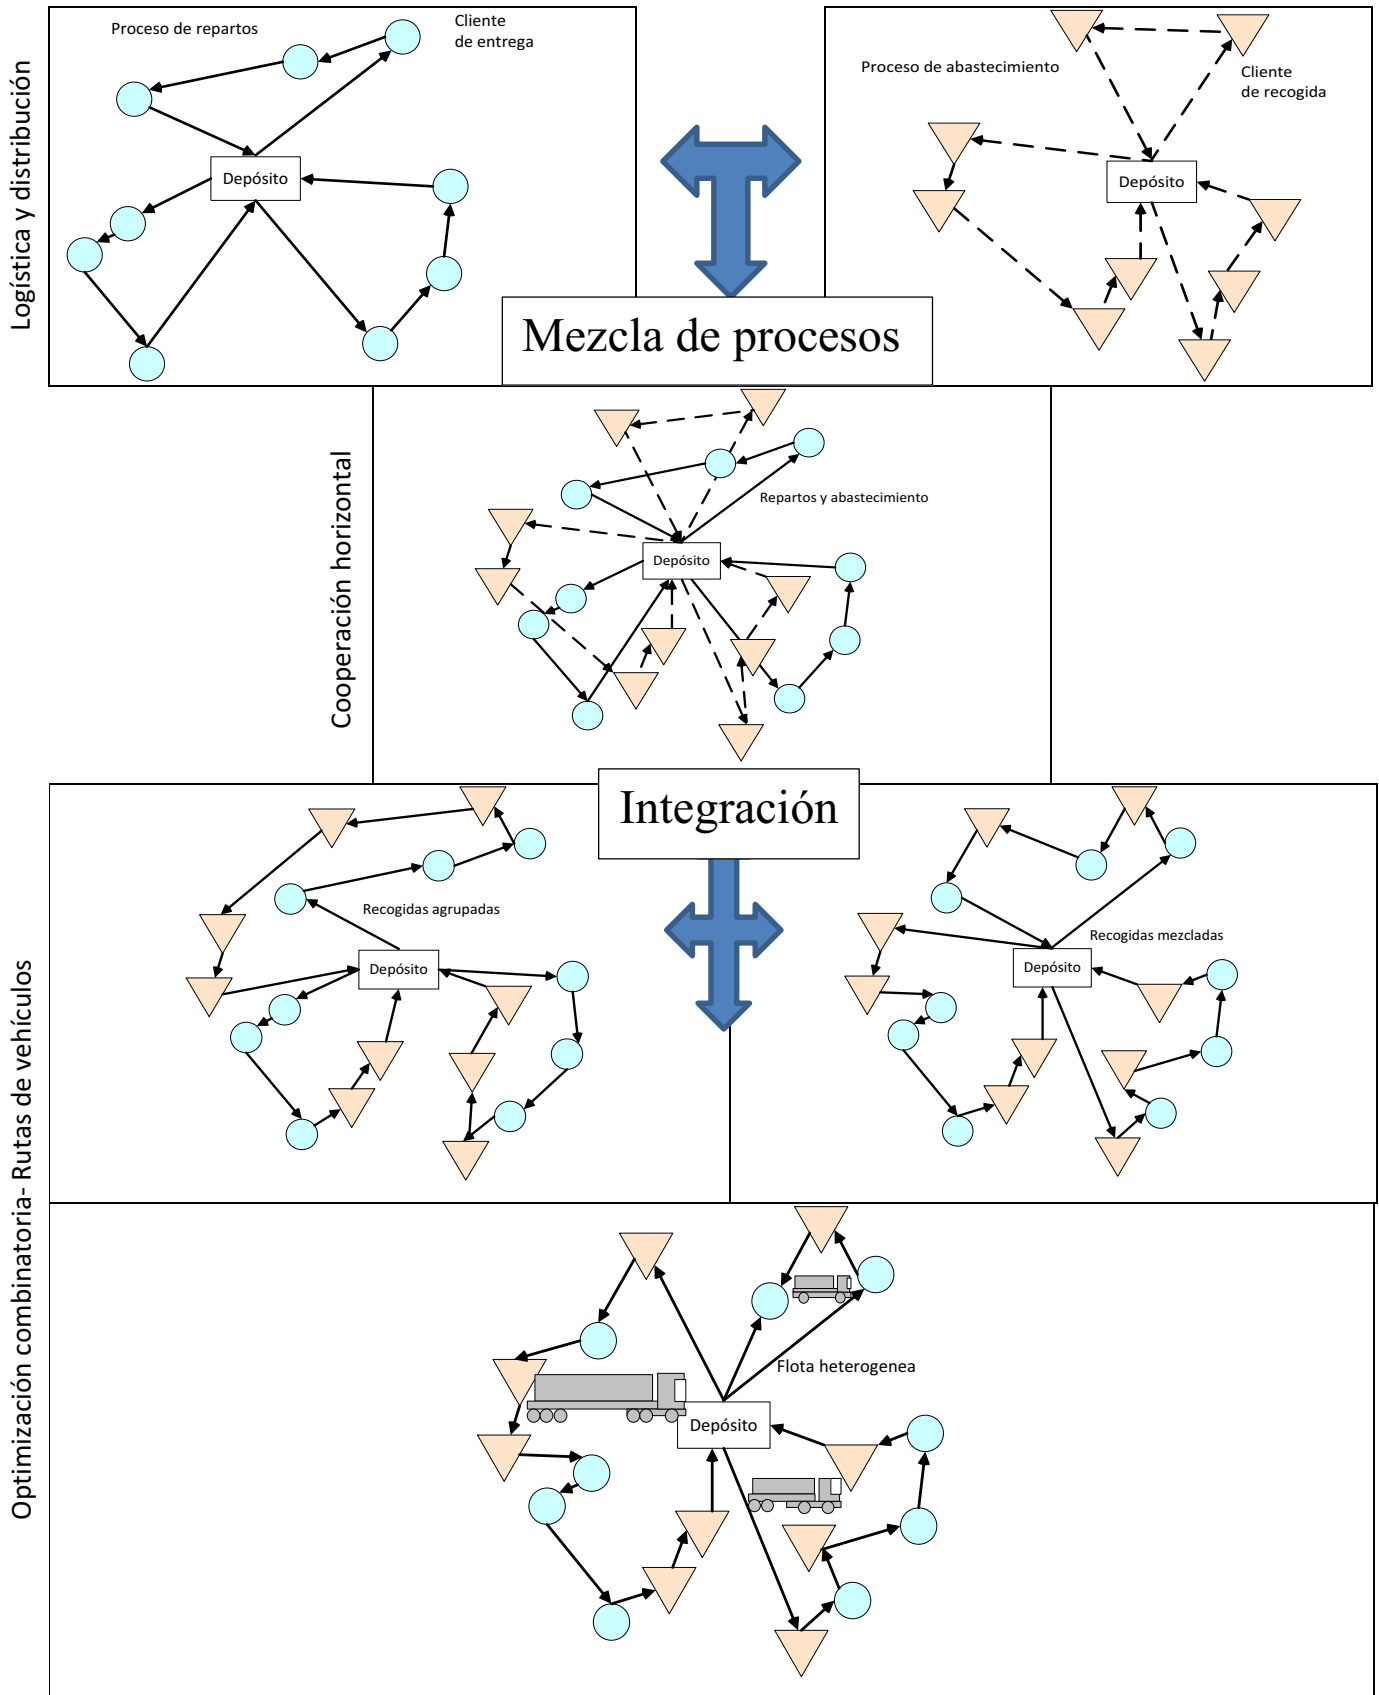 Logística y distribución
Proceso de repartos
Cliente
de entrega
Depósito
Proceso de abastecimiento
Cliente
de recogida
Depósito
Mezcla de procesos
Cooperación horizontal
Repartos y abastecimiento
Depósito
Integración
Optimización combinatoria- Rutas de vehículos
Recogidas agrupadas
Depósito
Recogidas mezcladas
Depósito
Flota heterogenea
Depósito